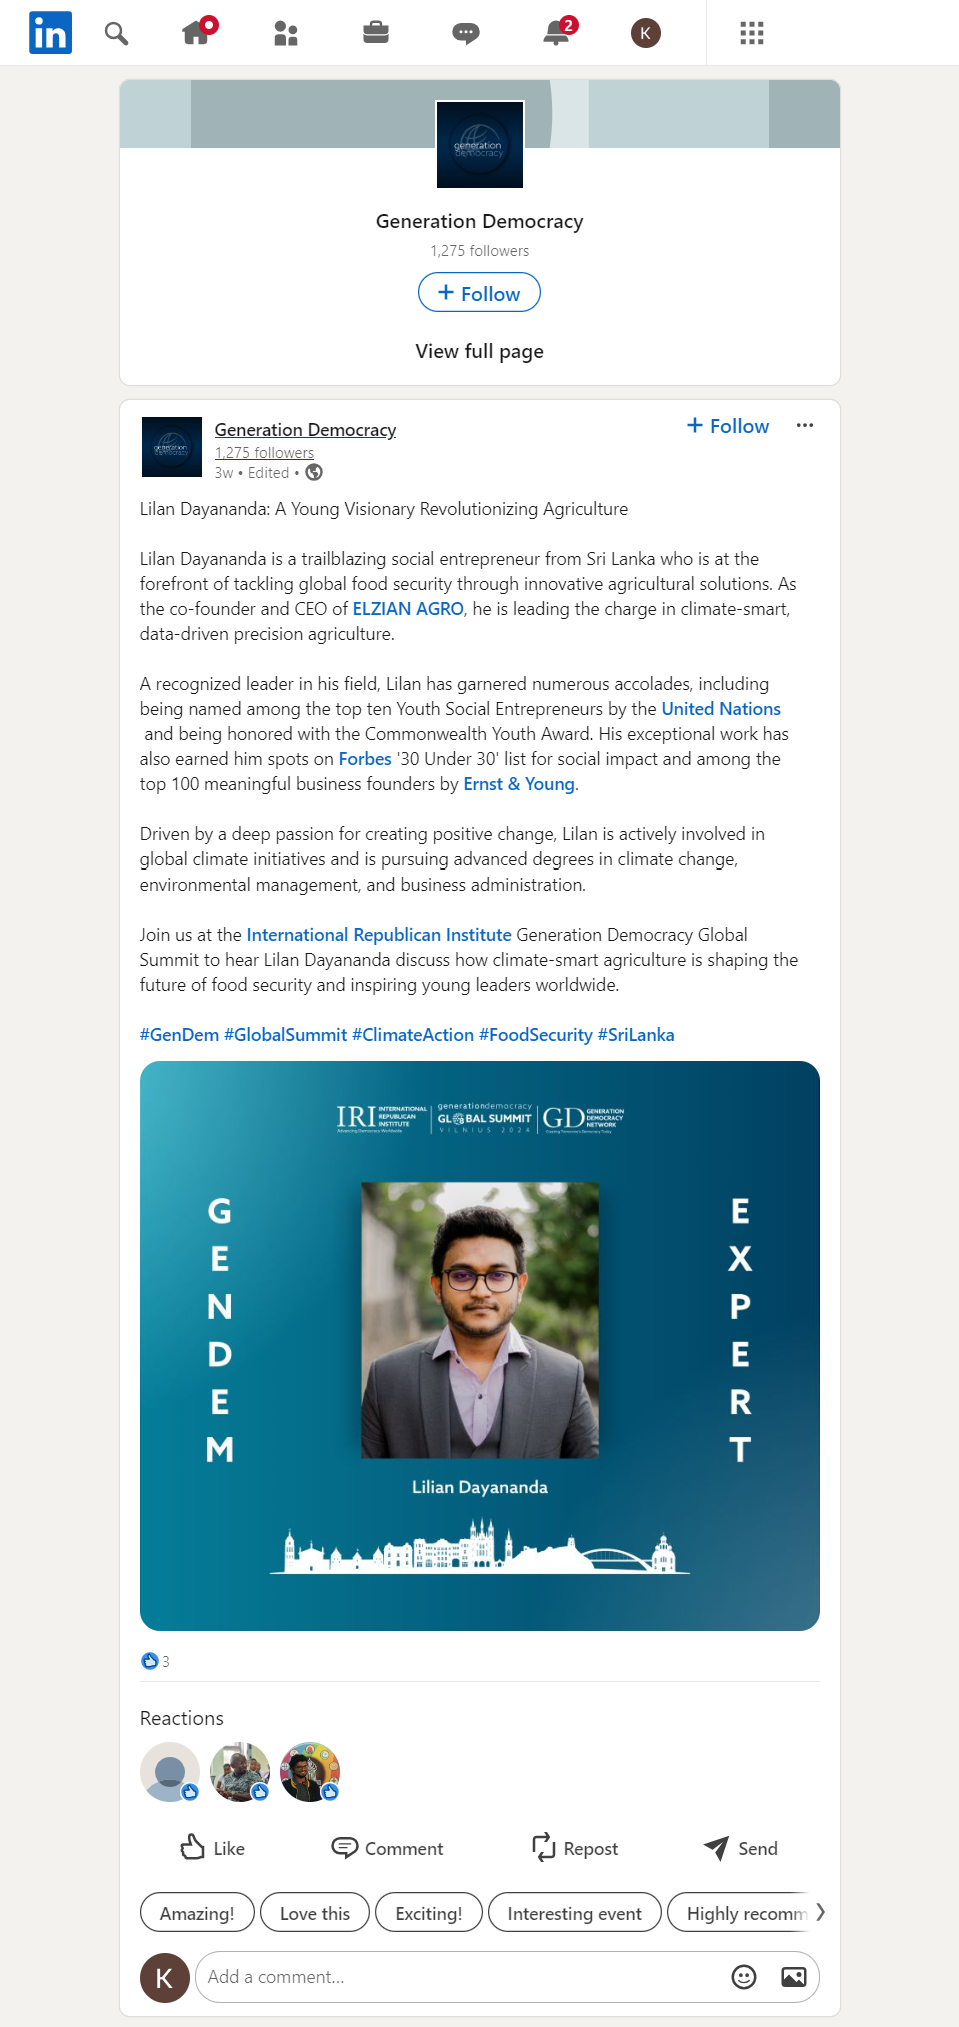 in
2
K
generation
democracy
Generation Democracy
1,275 followers
+ Follow
View full page
generation
democracy
Generation Democracy
+ Follow
1,275 followers
3w • Edited •
Lilan Dayananda: A Young Visionary Revolutionizing Agriculture
Lilan Dayananda is a trailblazing social entrepreneur from Sri Lanka who is at the
forefront of tackling global food security through innovative agricultural solutions. As
the co-founder and CEO of ELZIAN AGRO, he is leading the charge in climate-smart,
data-driven precision agriculture.
A recognized leader in his field, Lilan has garnered numerous accolades, including
being named among the top ten Youth Social Entrepreneurs by the United Nations
and being honored with the Commonwealth Youth Award. His exceptional work has
also earned him spots on Forbes '30 Under 30' list for social impact and among the
top 100 meaningful business founders by Ernst & Young.
Driven by a deep passion for creating positive change, Lilan is actively involved in
global climate initiatives and is pursuing advanced degrees in climate change,
environmental management, and business administration.
Join us at the International Republican Institute Generation Democracy Global
Summit to hear Lilan Dayananda discuss how climate-smart agriculture is shaping the
future of food security and inspiring young leaders worldwide.
#GenDem #GlobalSummit #ClimateAction #FoodSecurity #SriLanka
IRI INTERNATIONAL
REPUBLICAN
INSTITUTE
Advancing Democracy Worldwide
generationdemocracy
GLOBAL SUMMIT
VILNIUS 2024
GD GENERATION
DEMOCRACY
NETWORK
GENDEM
EXPERT
Lilian Dayananda
3
Reactions
Like
Comment
Repost
Send
Amazing!
Love this
Exciting!
Interesting event
Highly recomm
K
Add a comment...